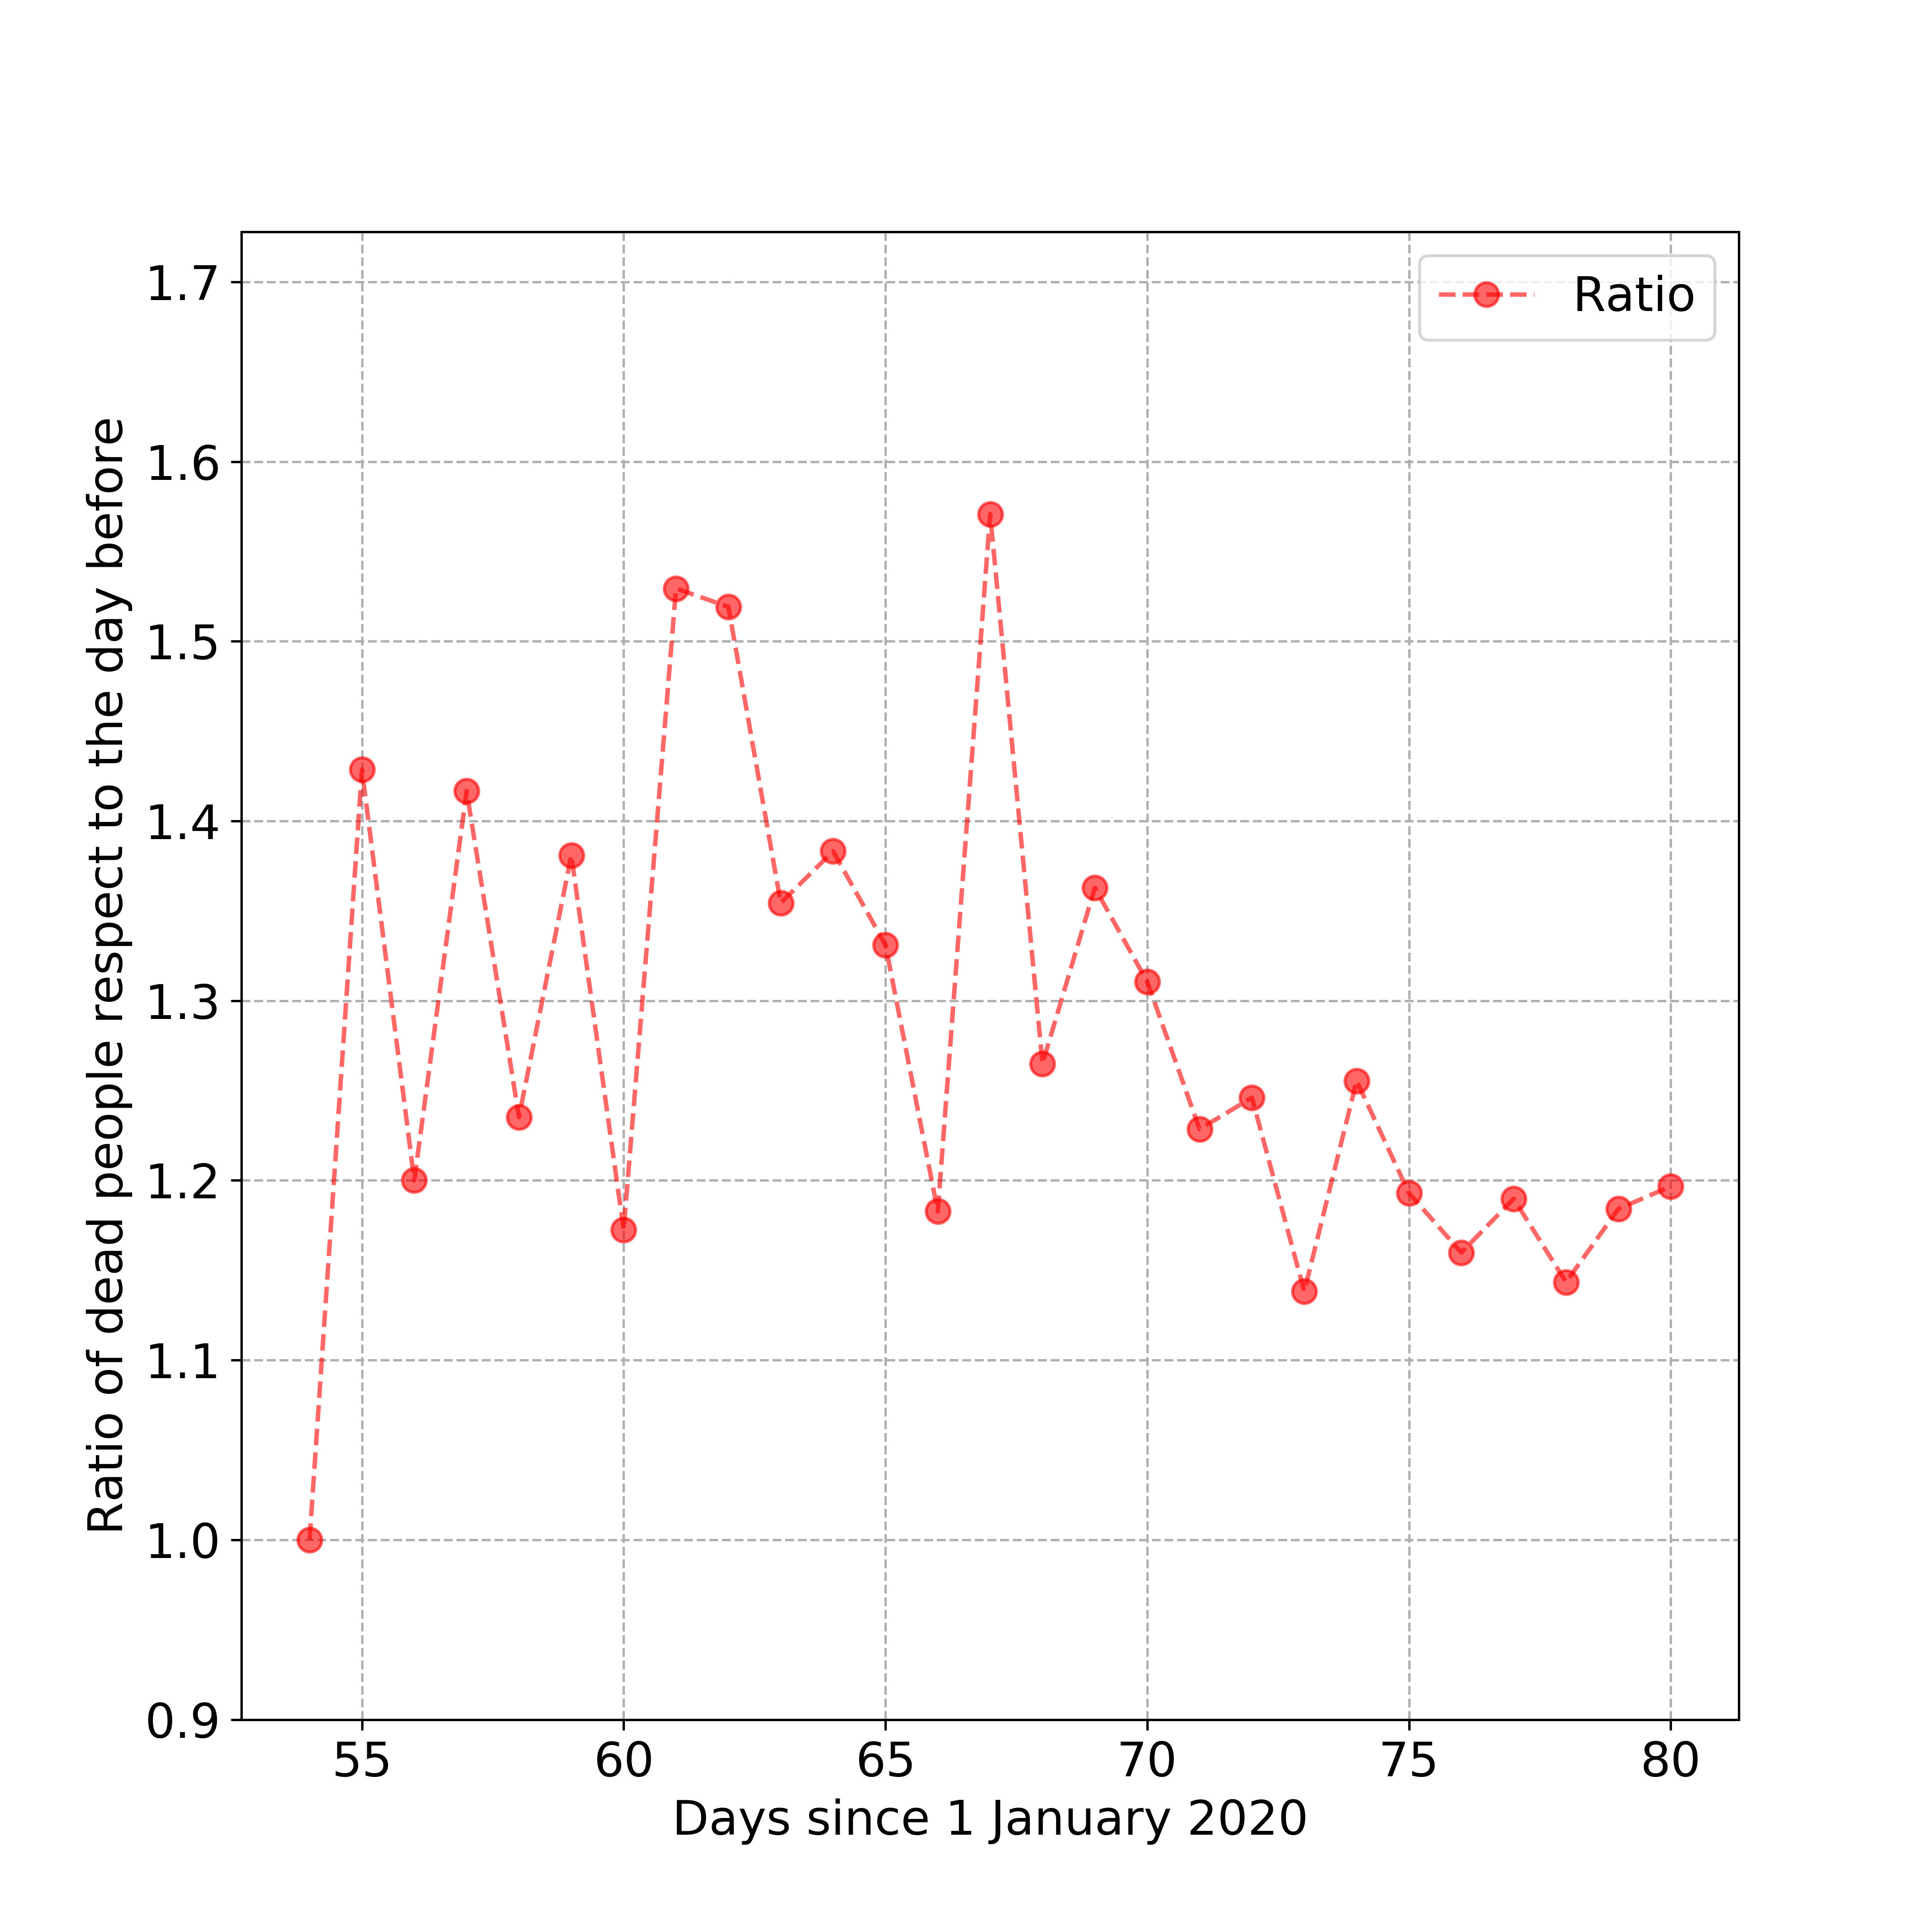 Ratio
1.7
1.6
1.5
1.4
1.3
1.2
1.1
1.0
0.9
Ratio of dead people respect to the day before
55 60 65 70 75 80
Days since 1 January 2020